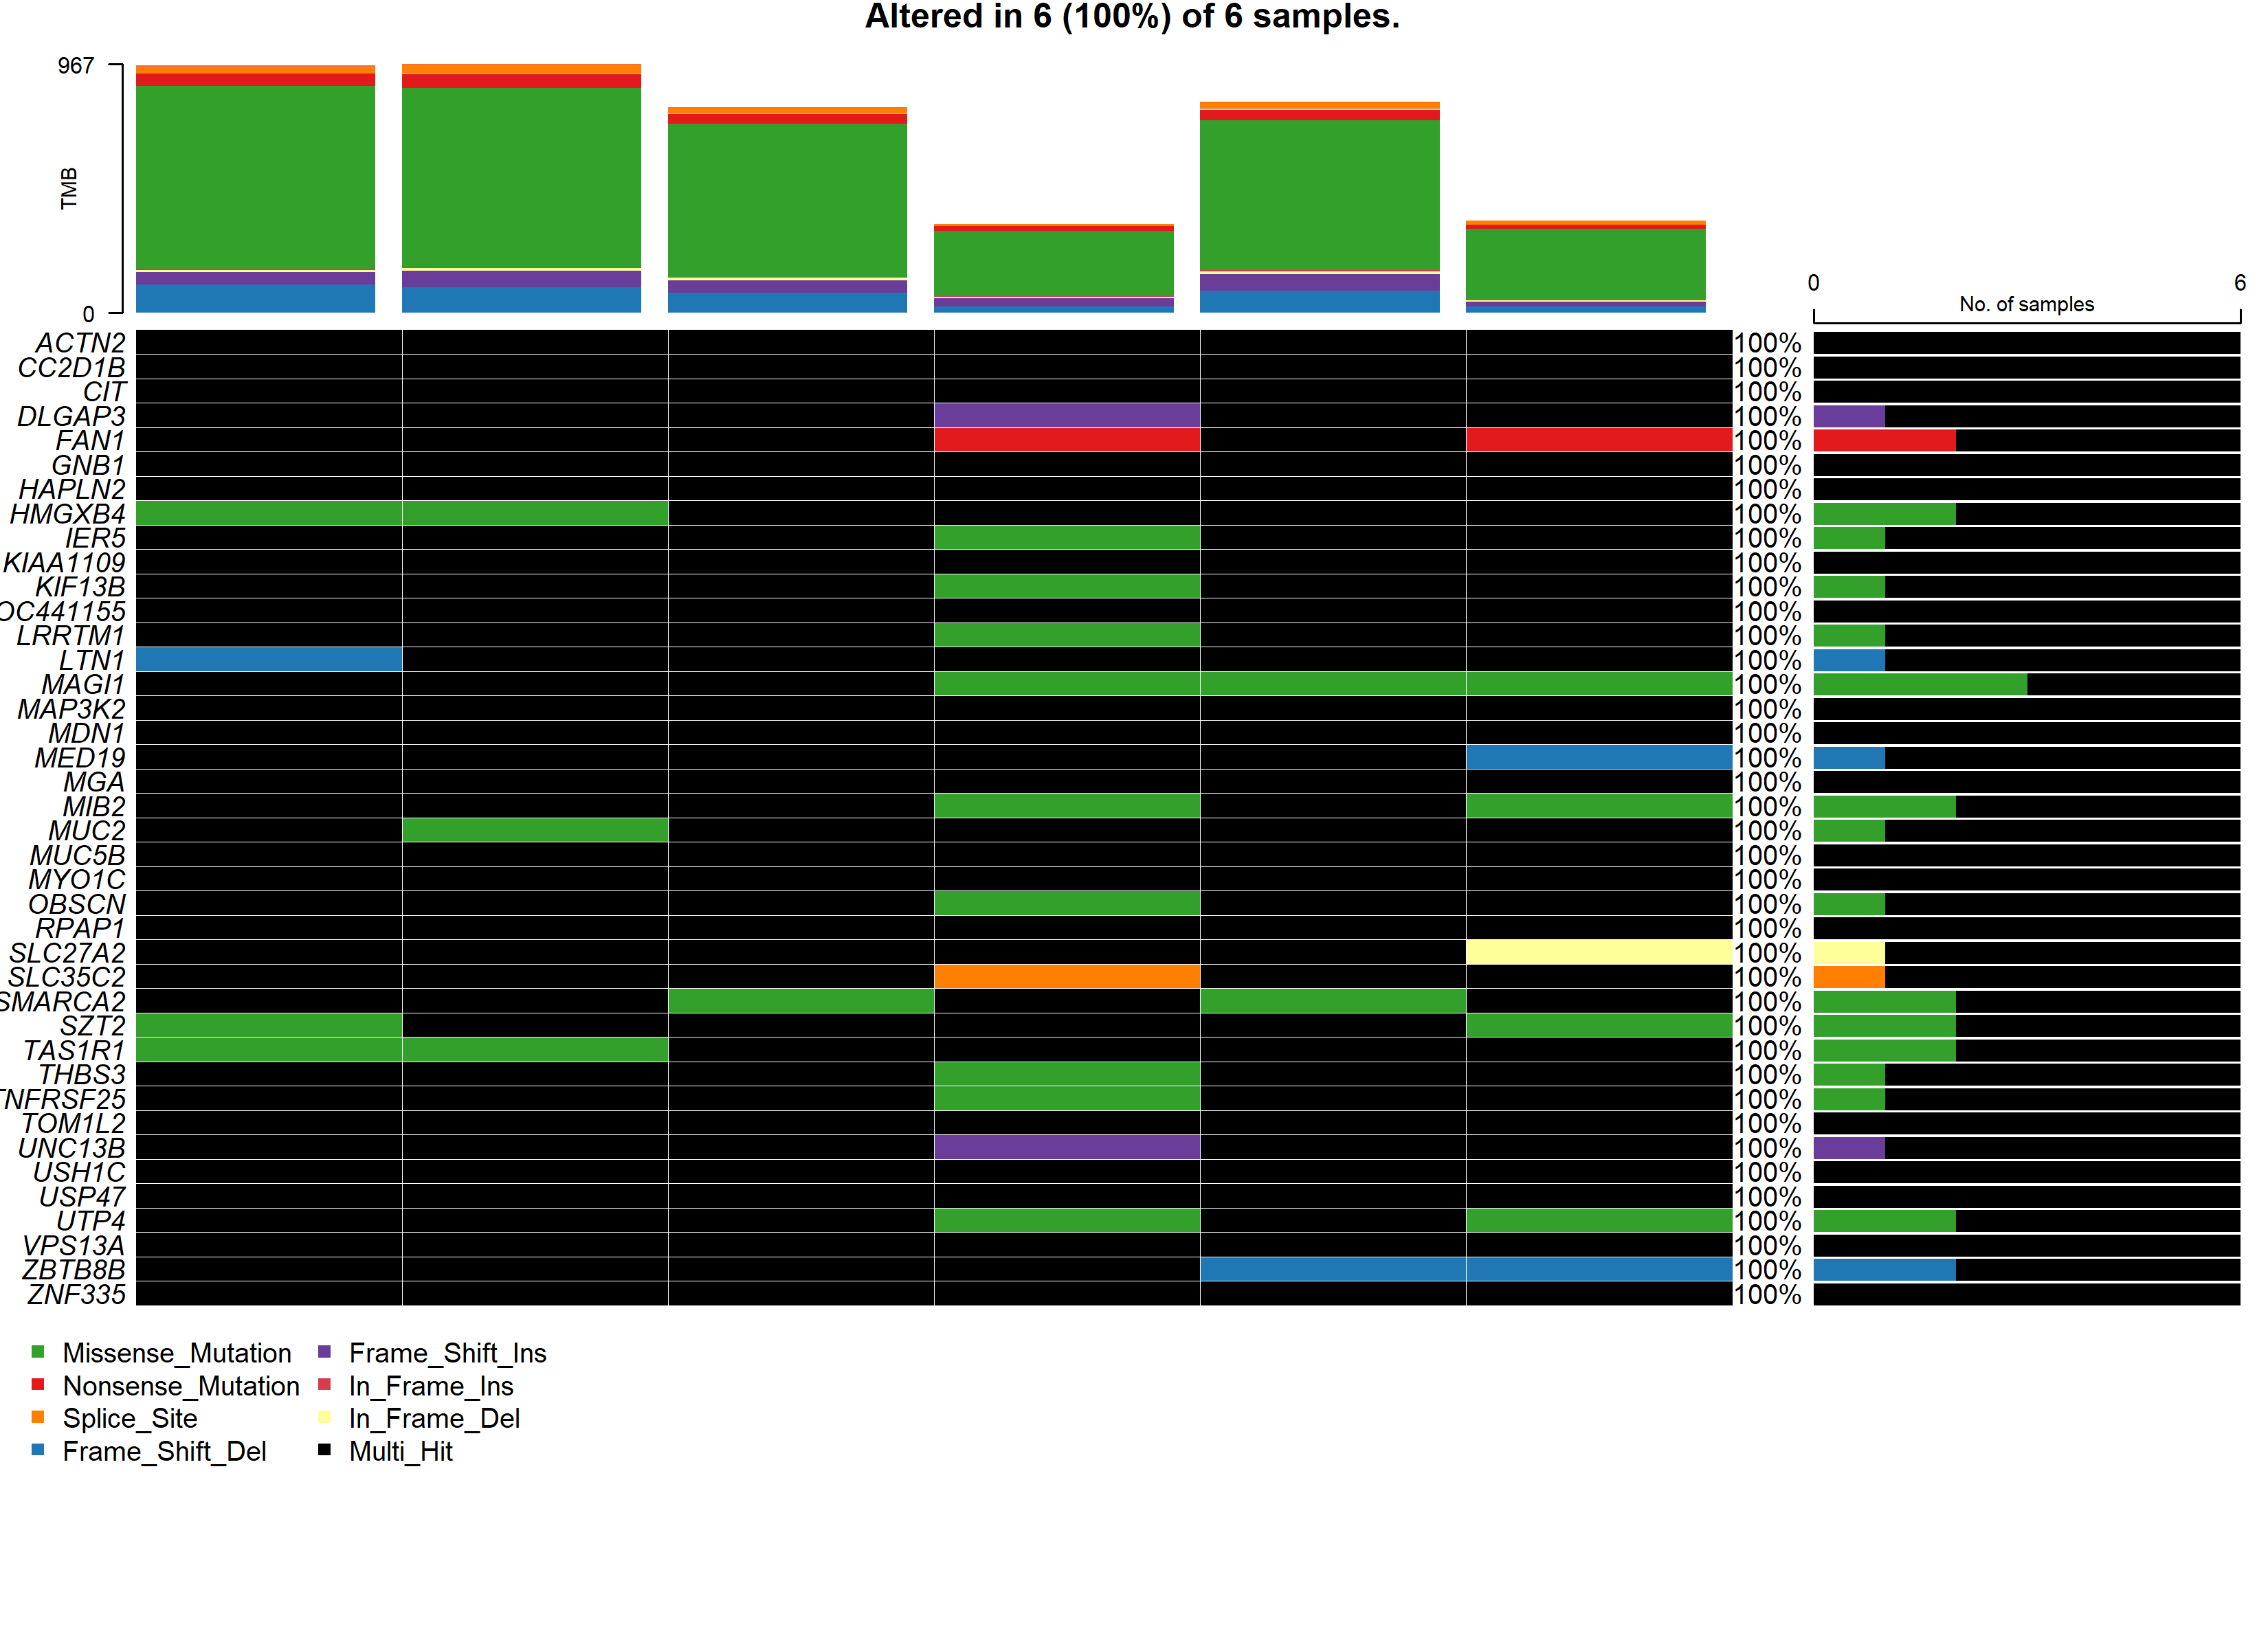 Altered in 6 (100%) of 6 samples.
967
TMB
0
0 6
No. of samples
ACTN2 100%
CC2D1B 100%
CIT 100%
DLGAP3 100%
FAN1 100%
GNB1 100%
HAPLN2 100%
HMGXB4 100%
IER5 100%
KIAA1109 100%
KIF13B 100%
OC441155 100%
LRRTM1 100%
LTN1 100%
MAGI1 100%
MAP3K2 100%
MDN1 100%
MED19 100%
MGA 100%
MIB2 100%
MUC2 100%
MUC5B 100%
MYO1C 100%
OBSCN 100%
RPAP1 100%
SLC27A2 100%
SLC35C2 100%
SMARCA2 100%
SZT2 100%
TAS1R1 100%
THBS3 100%
TNFRSF25 100%
TOM1L2 100%
UNC13B 100%
USH1C 100%
USP47 100%
UTP4 100%
VPS13A 100%
ZBTB8B 100%
ZNF335 100%
Missense_Mutation Frame_Shift_Ins
Nonsense_Mutation In_Frame_Ins
Splice_Site In_Frame_Del
Frame_Shift_Del Multi_Hit